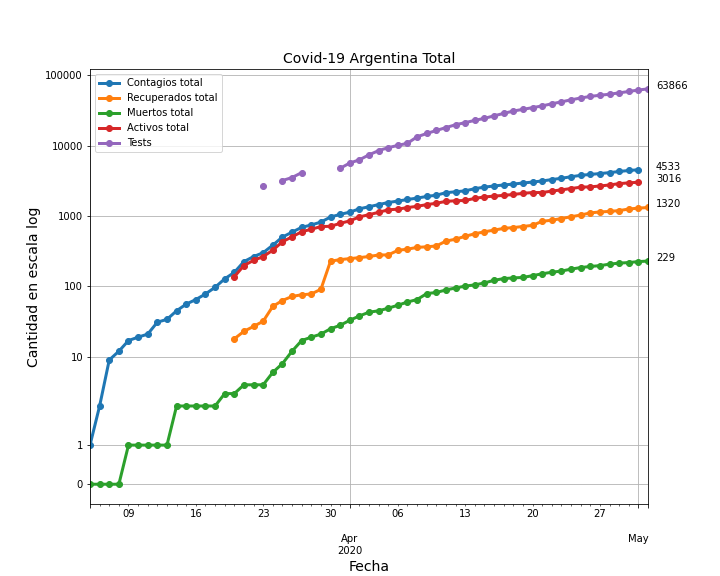 Covid-19 Argentina Total
Contagios total
Recuperados total
Muertos total
Activos total
Tests
Cantidad en escala log
100000
10000
1000
100
10
1
0
63866
4533
3016
1320
229
09 16 23 30 06 13 20 27
Apr May
2020
Fecha